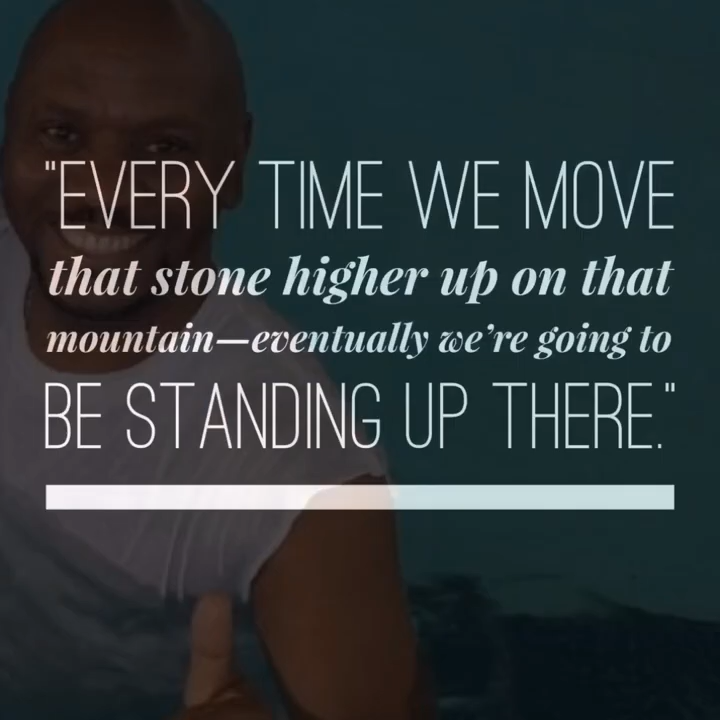 "EVERY TIME WE MOVE
that stone higher up on that
mountain—eventually we're going to
BE STANDING UP THERE."